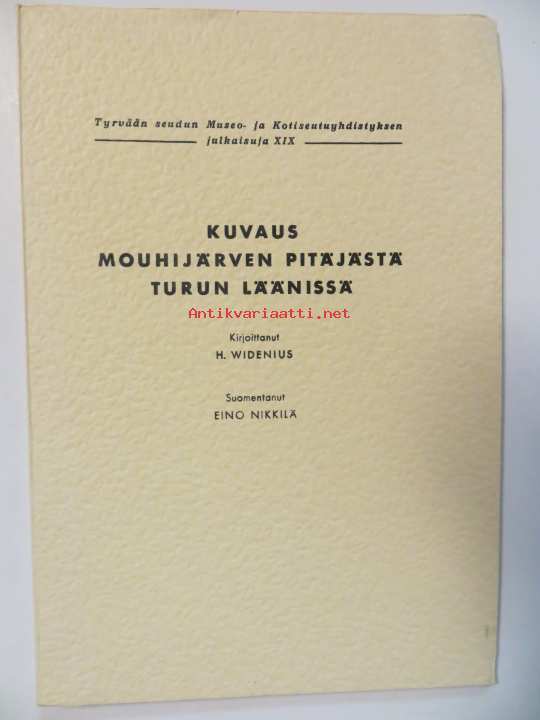 Tyrvään seudun Museo- ja Kotiseutuyhdistyksen
julkaisuja XIX
KUVAUS
MOUHIJÄRVEN PITÄJÄSTÄ
TURUN LÄÄNISSÄ
Antikvariaatti.net
Kirjoittanut
H. WIDENIUS
Suomentanut
EINO NIKKILÄ